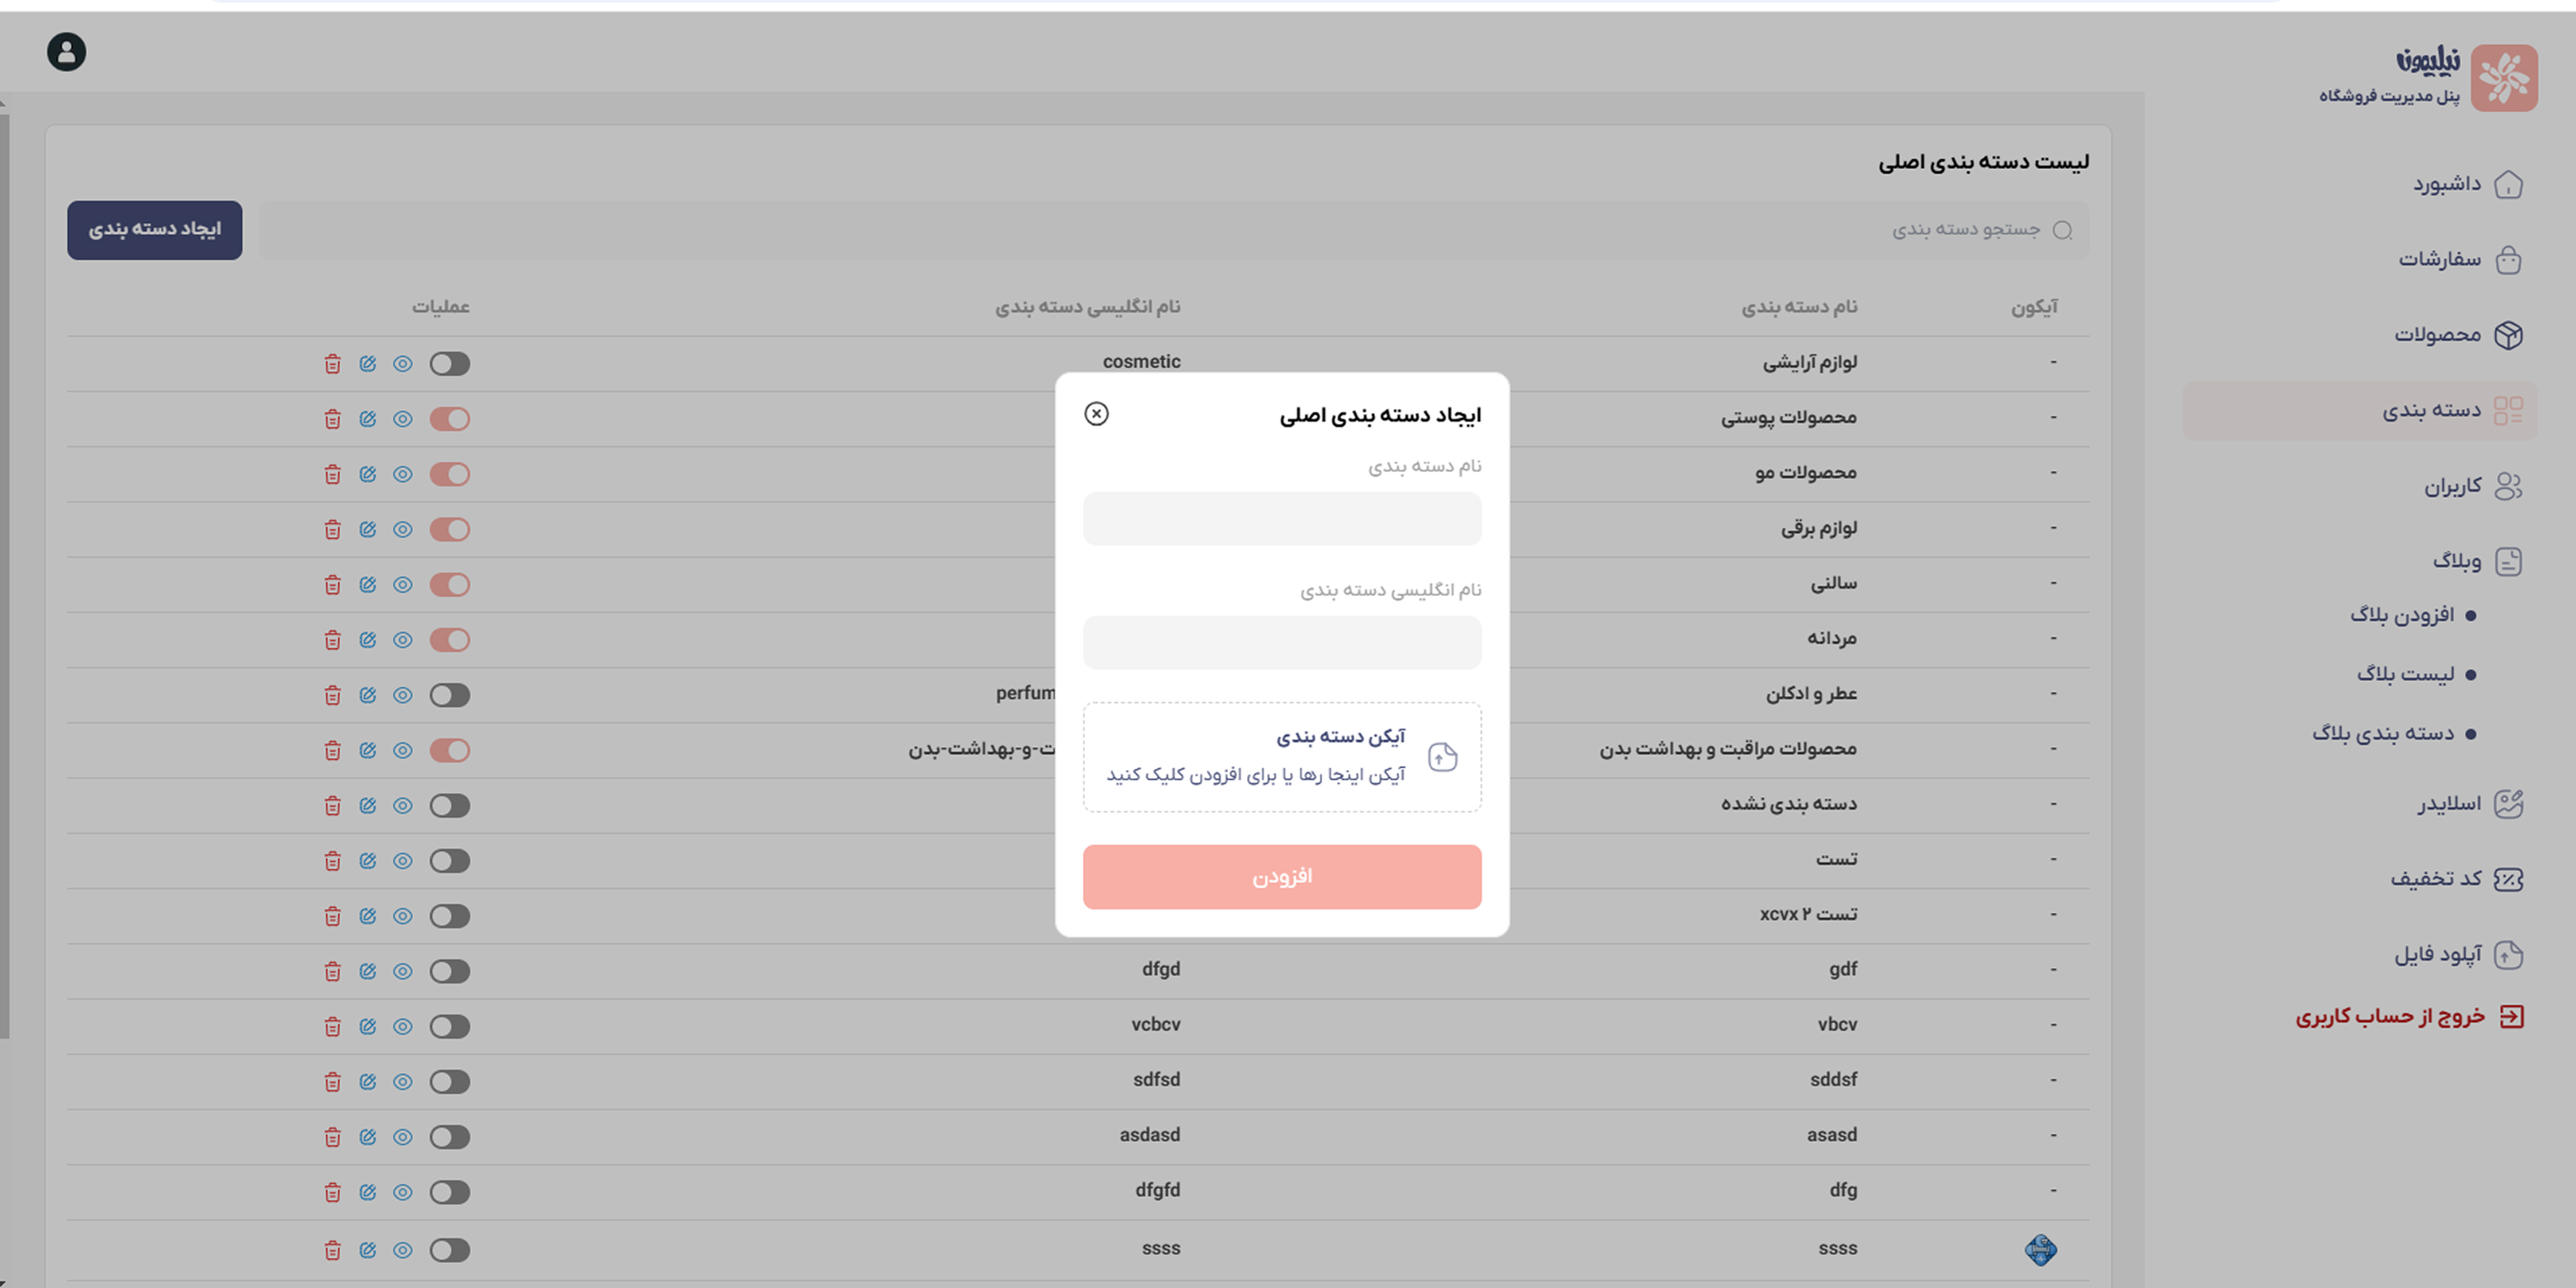 نیلیمون
پنل مدیریت فروشگاه
داشبورد
سفارشات
محصولات
دسته بندی
کاربران
وبلاگ
افزودن بلاگ
لیست بلاگ
دسته بندی بلاگ
اسلایدر
کد تخفیف
آپلود فایل
خروج از حساب کاربری
لیست دسته بندی اصلی
جستجو دسته بندی
ایجاد دسته بندی
آیکون نام دسته بندی نام انگلیسی دسته بندی عملیات
- لوازم آرایشی cosmetic
- محصولات پوستی
- محصولات مو
- لوازم برقی
- سالنی
- مردانه
- عطر و ادکلن perfum
- محصولات مراقبت و بهداشت بدن ت-و-بهداشت-بدن
- دسته بندی نشده
- تست
- تست ۲ xcvx
- gdf dfgd
- vbcv vcbcv
- sddsf sdfsd
- asasd asdasd
- dfg dfgfd
ssss ssss
ایجاد دسته بندی اصلی
نام دسته بندی
نام انگلیسی دسته بندی
آیکن دسته بندی
آیکن اینجا رها یا برای افزودن کلیک کنید
افزودن